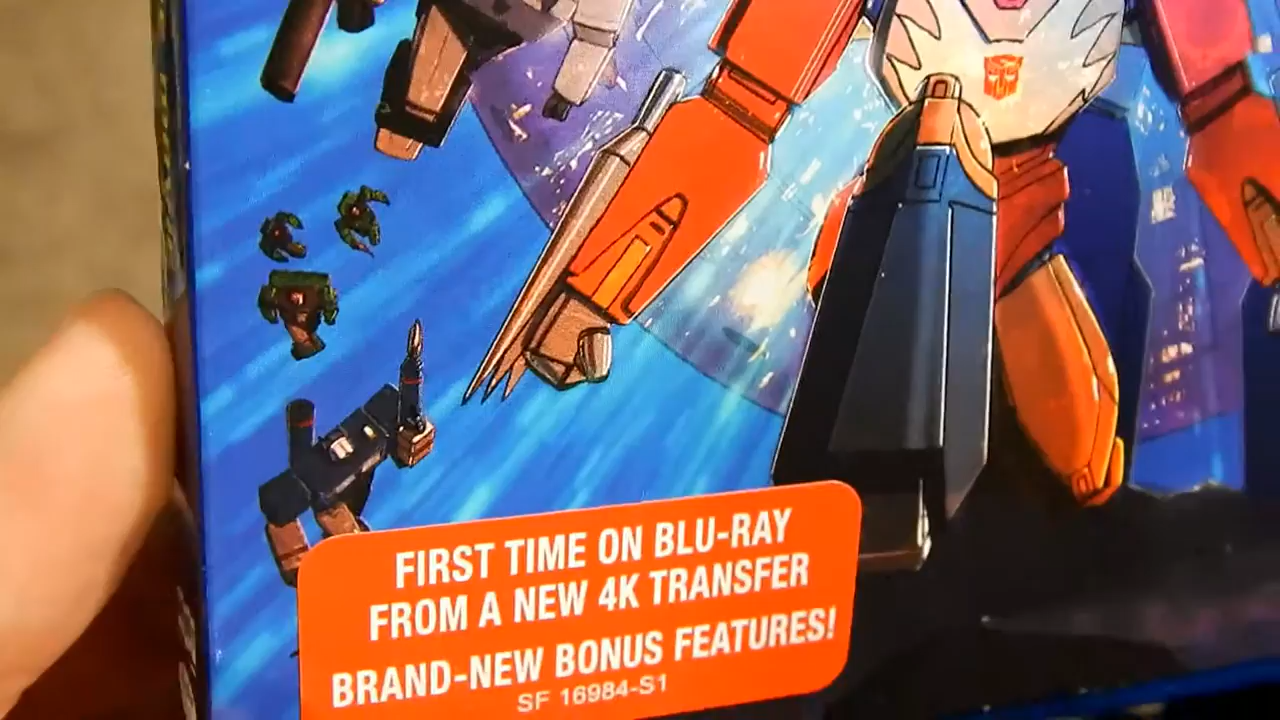 FIRST TIME ON BLU-RAY
FROM A NEW 4K TRANSFER
BRAND-NEW BONUS FEATURES!
SF 16984-S1